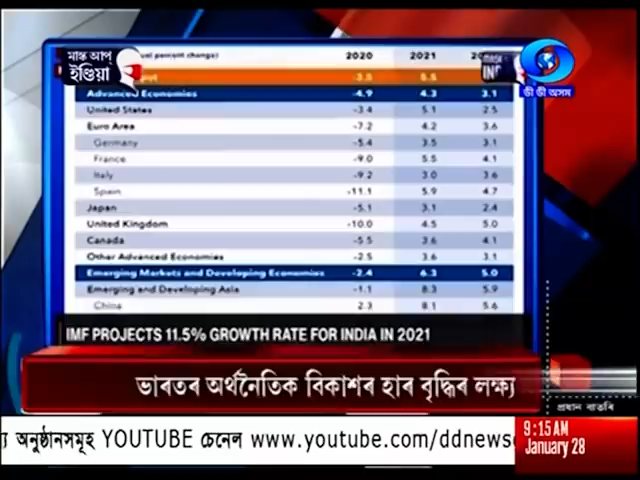 মাস্ক আপ
ইণ্ডিয়া
ual percent change) 2020 2021
-3.5 5.5
IND
ডী ডী অসম
Advanced Economies -4.9 4.3 3.1
United States -3.4 5.1 2.5
Euro Area -7.2 4.2 3.6
Germany -5.4 3.5 3.1
France -9.0 5.5 4.1
Italy -9.2 3.0 3.6
Spain -11.1 5.9 4.7
Japan -5.1 3.1 2.4
United Kingdom -10.0 4.5 5.0
Canada -5.5 3.6 4.1
Other Advanced Economies -2.5 3.6 3.1
Emerging Markets and Developing Economies -2.4 6.3 5.0
Emerging and Developing Asia -1.1 8.3 5.9
China 2.3 8.1 5.6
IMF PROJECTS 11.5% GROWTH RATE FOR INDIA IN 2021
ভাৰতৰ অৰ্থনৈতিক বিকাশৰ হাৰ বৃদ্ধিৰ লক্ষ্য
প্ৰধান বাতৰি
অনুষ্ঠানসমূহ YOUTUBE চেনেল www.youtube.com/ddnews
9:15AM
January 28